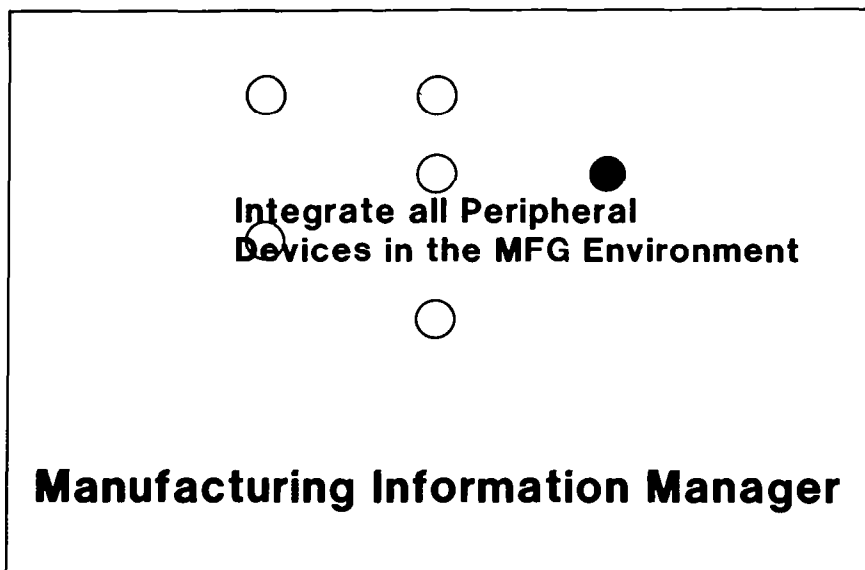 Integrate all Peripheral
Devices in the MFG Environment
Manufacturing Information Manager